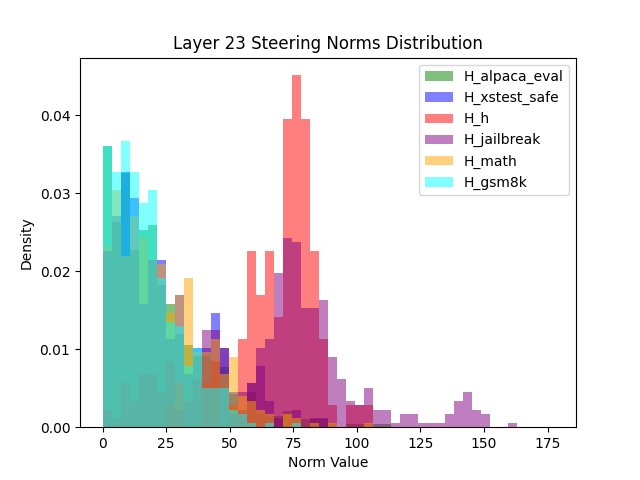 Layer 23 Steering Norms Distribution
H_alpaca_eval
H_xstest_safe
H_h
H_jailbreak
H_math
H_gsm8k
0.04
0.03
0.02
0.01
0.00
Density
0 25 50 75 100 125 150 175
Norm Value